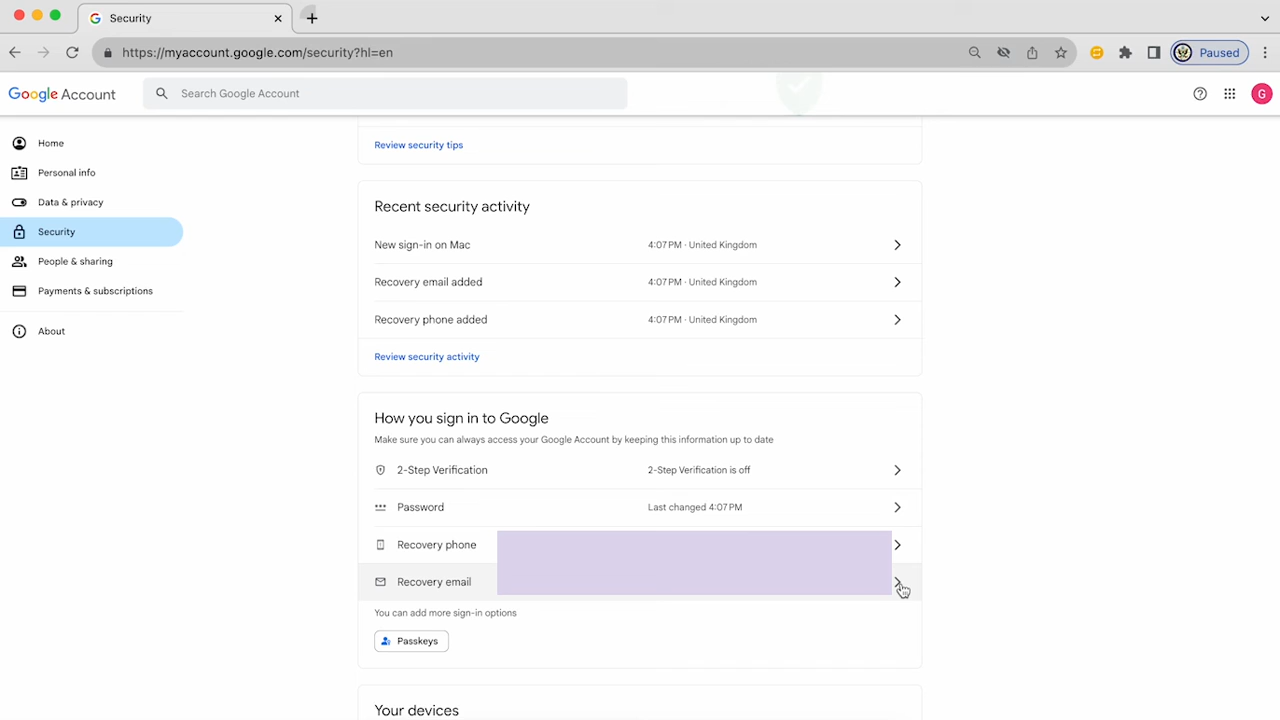 Security
https://myaccount.google.com/security?hl=en
Paused
Google Account
Search Google Account
G
Home
Personal info
Data & privacy
Security
People & sharing
Payments & subscriptions
About
Review security tips
Recent security activity
New sign-in on Mac 4:07 PM · United Kingdom
Recovery email added 4:07 PM · United Kingdom
Recovery phone added 4:07 PM · United Kingdom
Review security activity
How you sign in to Google
Make sure you can always access your Google Account by keeping this information up to date
2-Step Verification 2-Step Verification is off
Password Last changed 4:07 PM
Recovery phone
Recovery email
You can add more sign-in options
Passkeys
Your devices